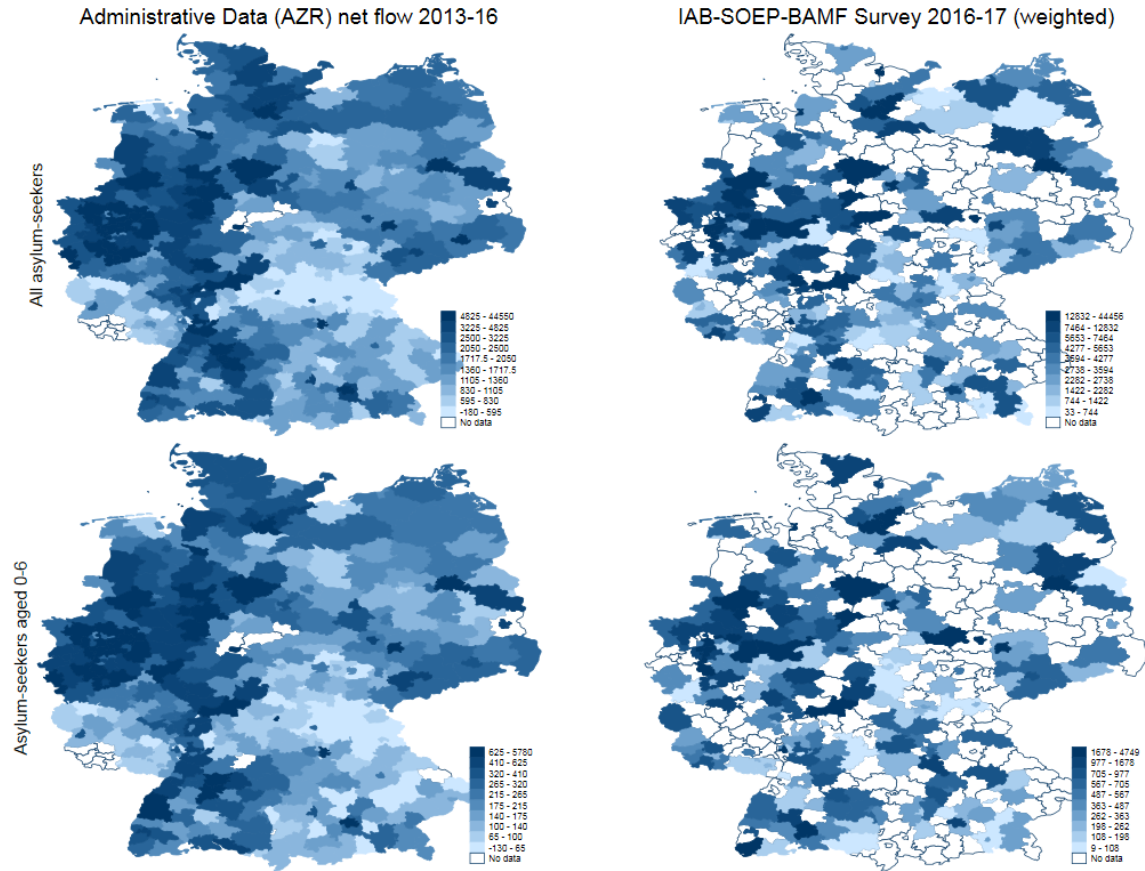 Administrative Data (AZR) net flow 2013-16
IAB-SOEP-BAMF Survey 2016-17 (weighted)
All asylum-seekers
4825 - 44550
3225 - 4825
2500 - 3225
2050 - 2500
1717.5 - 2050
1360 - 1717.5
1105 - 1360
830 - 1105
595 - 830
-180 - 595
No data
12832 - 44456
7464 - 12832
5653 - 7464
4277 - 5653
3594 - 4277
2738 - 3594
2282 - 2738
1422 - 2282
744 - 1422
33 - 744
No data
Asylum-seekers aged 0-6
625 - 5780
410 - 625
320 - 410
265 - 320
215 - 265
175 - 215
140 - 175
100 - 140
65 - 100
-130 - 65
No data
1678 - 4749
977 - 1678
705 - 977
567 - 705
487 - 567
363 - 487
262 - 363
198 - 262
108 - 198
9 - 108
No data